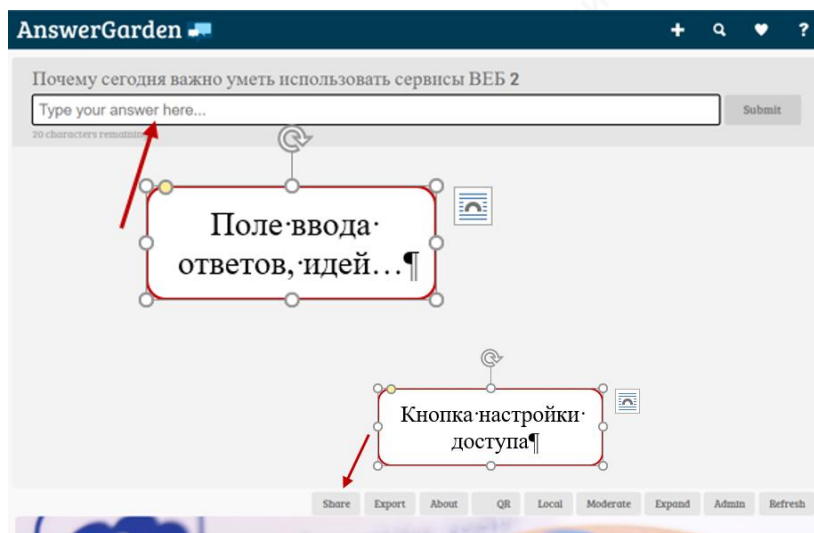 AnswerGarden
Почему сегодня важно уметь использовать сервисы ВЕБ 2
Type your answer here...
Submit
20 characters remaining
Поле·ввода·
ответов,·идей…¶
Кнопка·настройки·
доступа¶
Share Export About QR Local Moderate Expand Admin Refresh